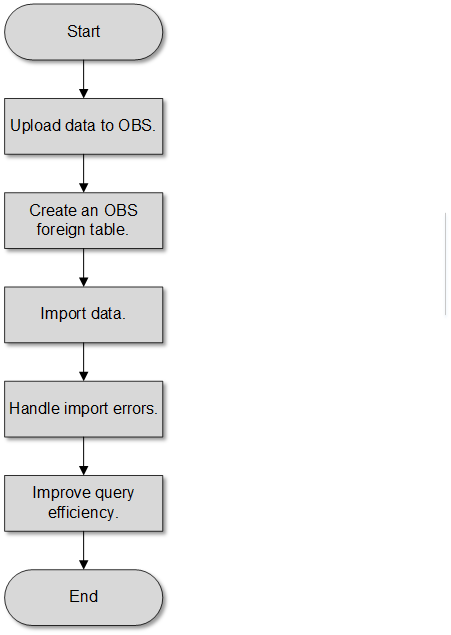 Start
Upload data to OBS.
Create an OBS
foreign table.
Import data.
Handle import errors.
Improve query
efficiency.
End